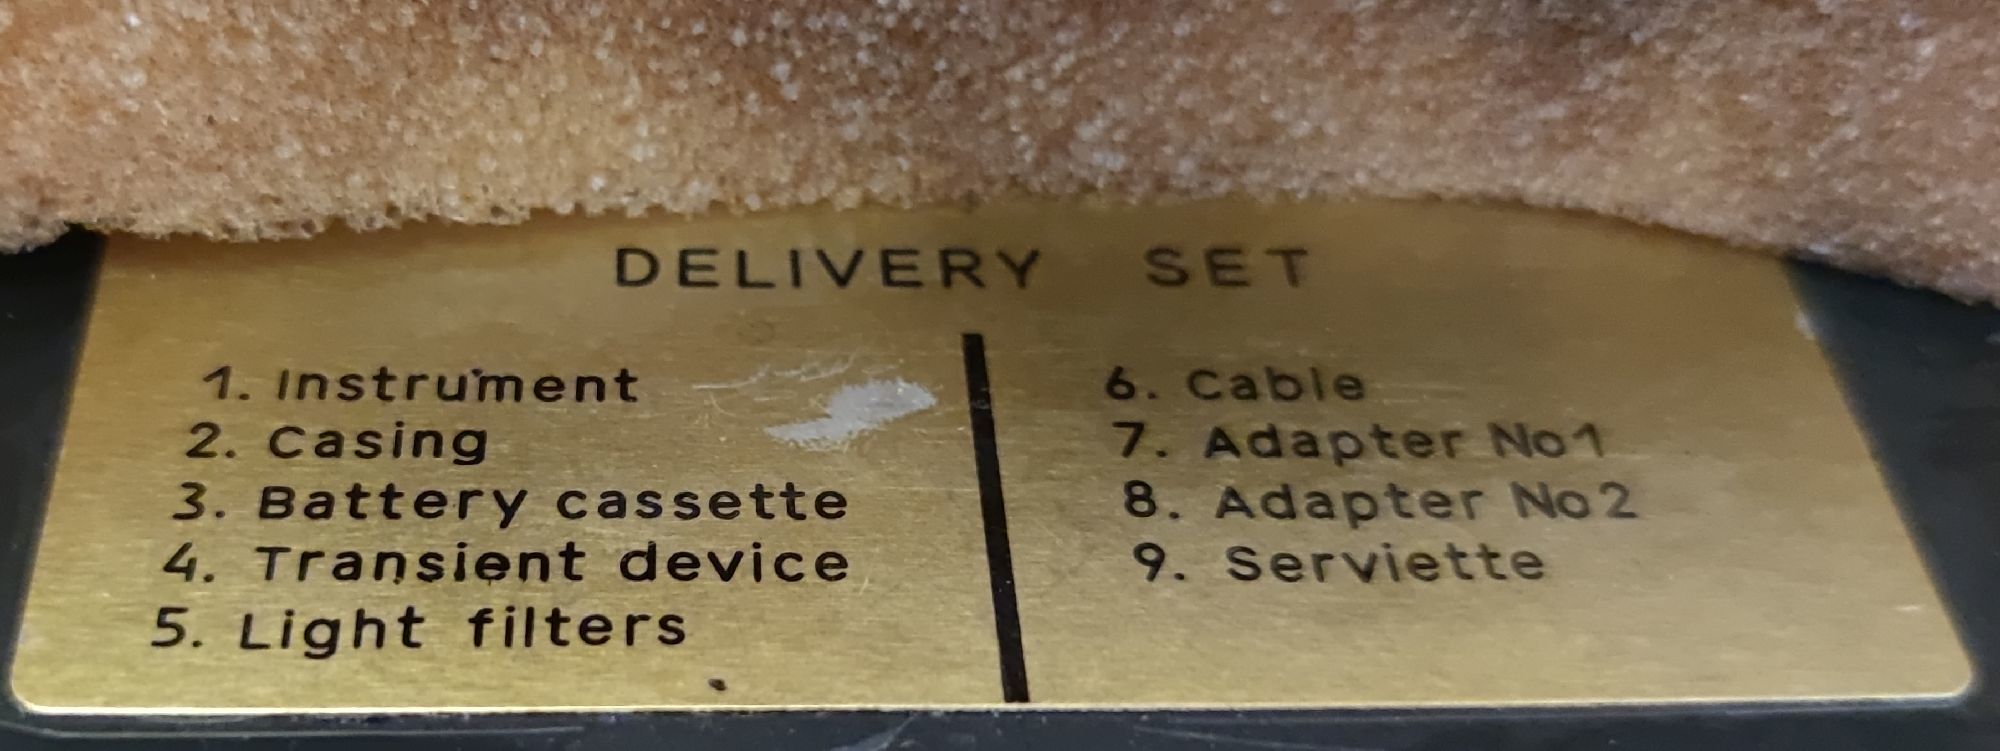 DELIVERY SET
1. Instrument
2. Casing
3. Battery cassette
4. Transient device
5. Light filters
6. Cable
7. Adapter No1
8. Adapter No2
9. Serviette